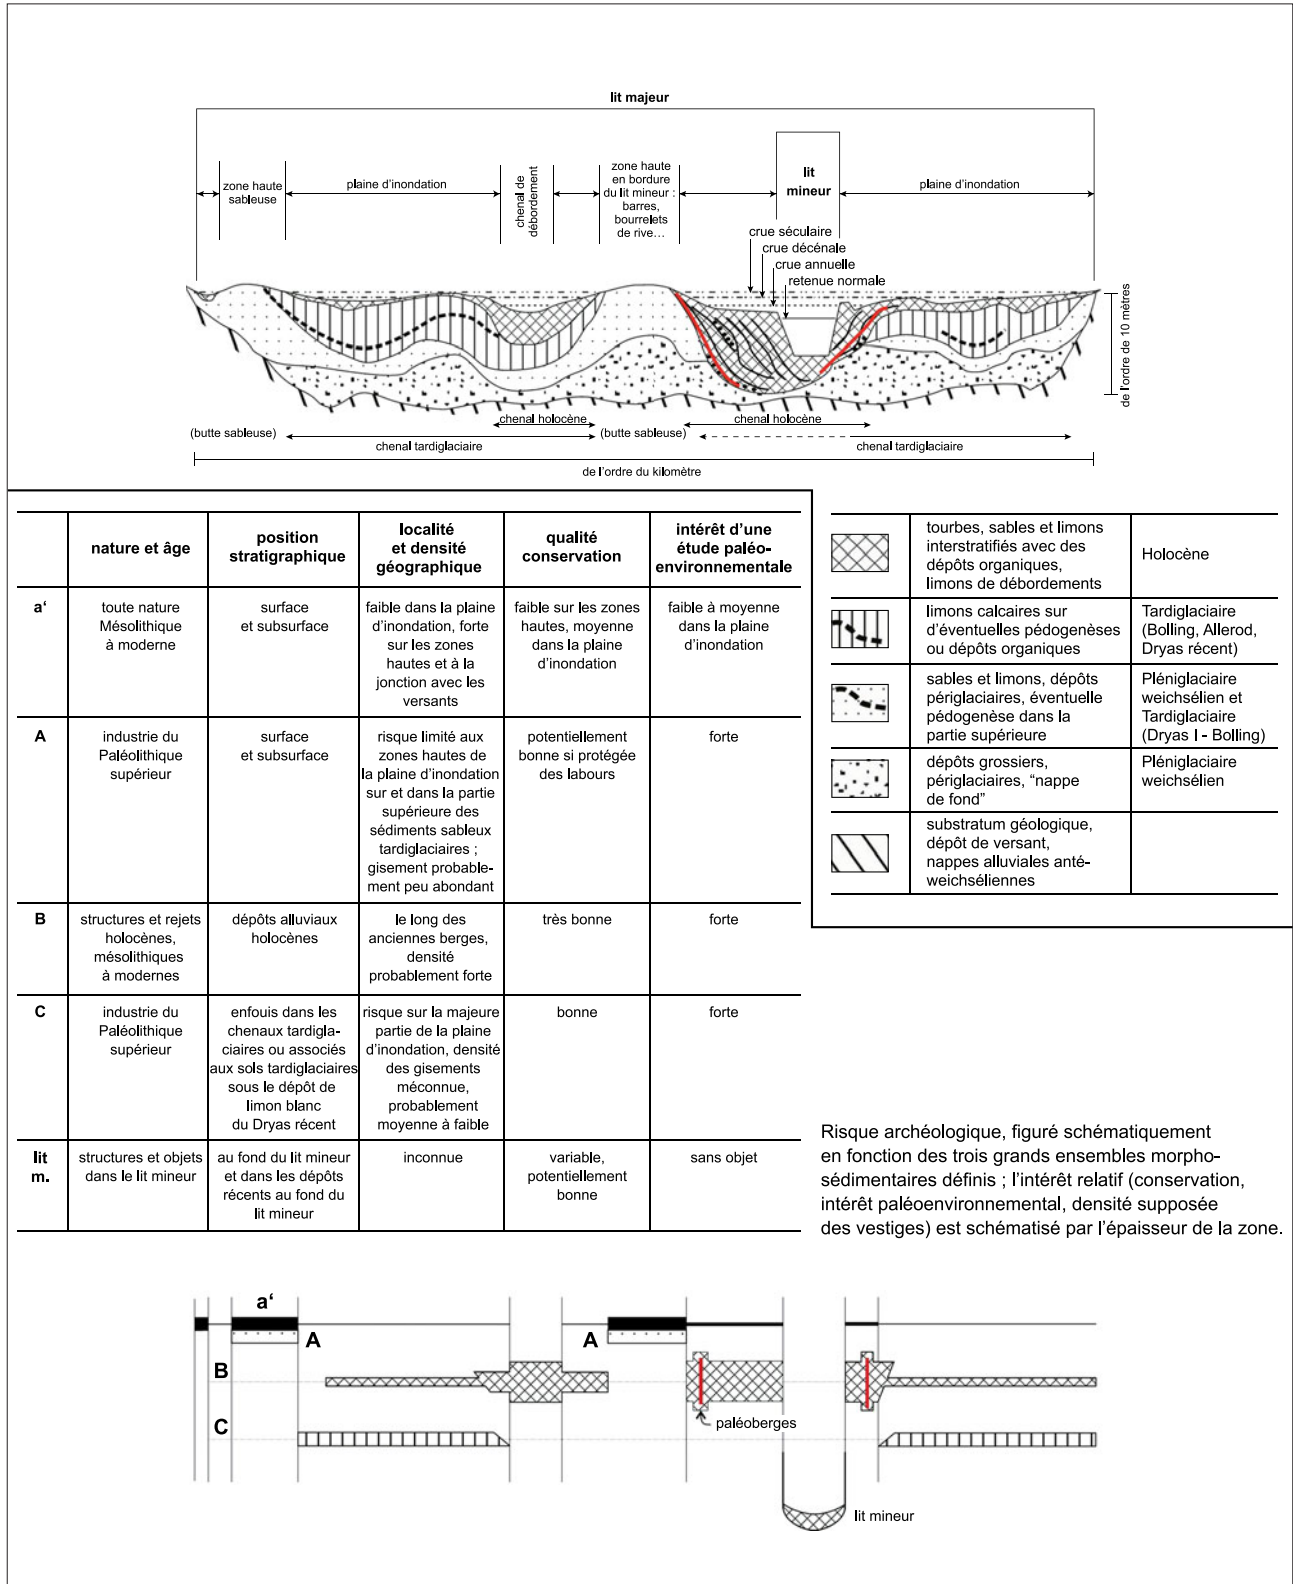 lit majeur
zone haute
sableuse
plaine d'inondation
chenal de
débordement
zone haute
en bordure
du lit mineur :
barres,
bourrelets
de rive…
lit
mineur
plaine d'inondation
crue séculaire
crue décénale
crue annuelle
retenue normale
de l'ordre de 10 mètres
(butte sableuse)
chenal holocène
chenal tardiglaciaire
(butte sableuse)
chenal holocène
chenal tardiglaciaire
de l'ordre du kilomètre
nature et âge
position
stratigraphique
localité
et densité
géographique
qualité
conservation
intérêt d'une
étude paléo-
environnementale
a‘
toute nature
Mésolithique
à moderne
surface
et subsurface
faible dans la plaine
d'inondation, forte
sur les zones
hautes et à la
jonction avec les
versants
faible sur les zones
hautes, moyenne
dans la plaine
d'inondation
faible à moyenne
dans la plaine
d'inondation
A
industrie du
Paléolithique
supérieur
surface
et subsurface
risque limité aux
zones hautes de
la plaine d'inondation
sur et dans la partie
supérieure des
sédiments sableux
tardiglaciaires ;
gisement probable-
ment peu abondant
potentiellement
bonne si protégée
des labours
forte
B
structures et rejets
holocènes,
mésolithiques
à modernes
dépôts alluviaux
holocènes
le long des
anciennes berges,
densité
probablement forte
très bonne
forte
C
industrie du
Paléolithique
supérieur
enfouis dans les
chenaux tardigla-
ciaires ou associés
aux sols tardiglaciaires
sous le dépôt de
limon blanc
du Dryas récent
risque sur la majeure
partie de la plaine
d'inondation, densité
des gisements
méconnue,
probablement
moyenne à faible
bonne
forte
lit
m.
structures et objets
dans le lit mineur
au fond du lit mineur
et dans les dépôts
récents au fond du
lit mineur
inconnue
variable,
potentiellement
bonne
sans objet
tourbes, sables et limons
interstratifiés avec des
dépôts organiques,
limons de débordements
Holocène
limons calcaires sur
d'éventuelles pédogenèses
ou dépôts organiques
Tardiglaciaire
(Bolling, Allerod,
Dryas récent)
sables et limons, dépôts
périglaciaires, éventuelle
pédogenèse dans la
partie supérieure
Pléniglaciaire
weichsélien et
Tardiglaciaire
(Dryas I - Bolling)
dépôts grossiers,
périglaciaires, “nappe
de fond”
Pléniglaciaire
weichsélien
substratum géologique,
dépôt de versant,
nappes alluviales anté-
weichséliennes
Risque archéologique, figuré schématiquement
en fonction des trois grands ensembles morpho-
sédimentaires définis ; l'intérêt relatif (conservation,
intérêt paléoenvironnemental, densité supposée
des vestiges) est schématisé par l'épaisseur de la zone.
a‘
A
A
B
C
paléoberges
lit mineur